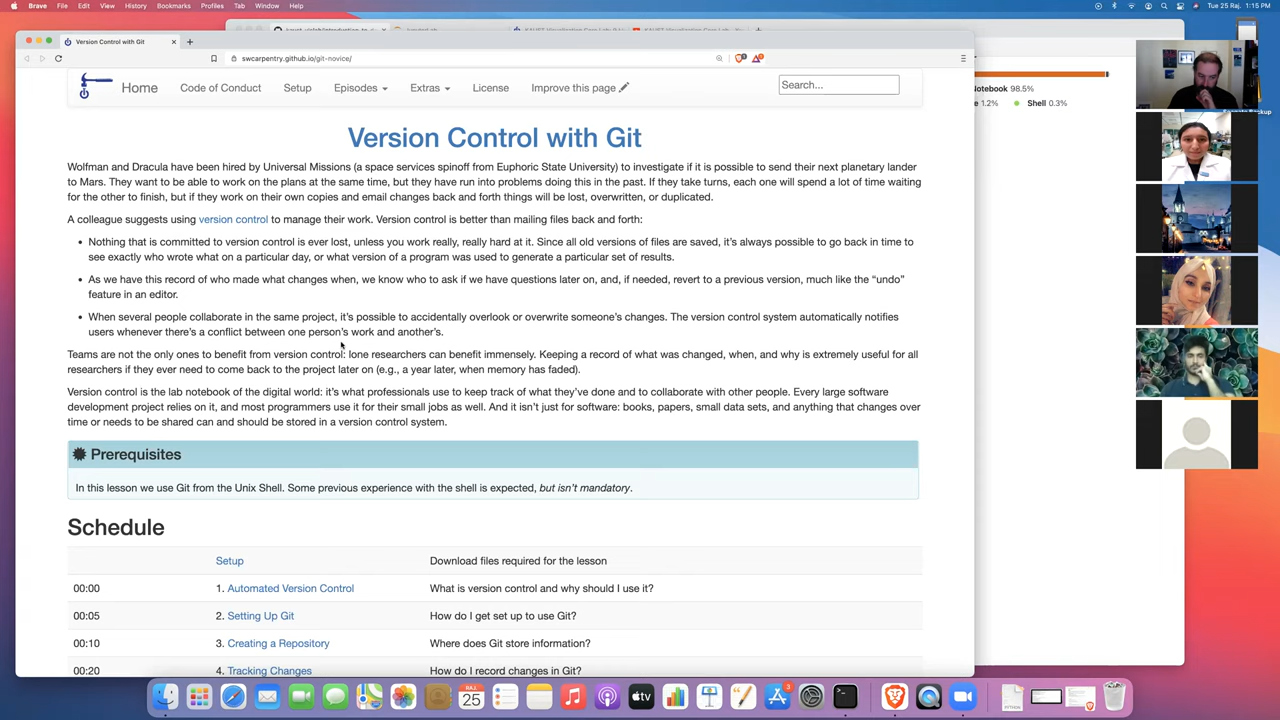 Brave File Edit View History Bookmarks Profiles Tab Window Help
Tue 25 Raj. 1:15 PM
Version Control with Git
swcarpentry.github.io/git-novice/
Home Code of Conduct Setup Episodes Extras License Improve this page Search...
Version Control with Git
Wolfman and Dracula have been hired by Universal Missions (a space services spinoff from Euphoric State University) to investigate if it is possible to send their next planetary lander
to Mars. They want to be able to work on the plans at the same time, but they have run into problems doing this in the past. If they take turns, each one will spend a lot of time waiting
for the other to finish, but if they work on their own copies and email changes back and forth things will be lost, overwritten, or duplicated.
A colleague suggests using version control to manage their work. Version control is better than mailing files back and forth:
Nothing that is committed to version control is ever lost, unless you work really, really hard at it. Since all old versions of files are saved, it's always possible to go back in time to
see exactly who wrote what on a particular day, or what version of a program was used to generate a particular set of results.
As we have this record of who made what changes when, we know who to ask if we have questions later on, and, if needed, revert to a previous version, much like the “undo”
feature in an editor.
When several people collaborate in the same project, it's possible to accidentally overlook or overwrite someone's changes. The version control system automatically notifies
users whenever there's a conflict between one person's work and another's.
Teams are not the only ones to benefit from version control: lone researchers can benefit immensely. Keeping a record of what was changed, when, and why is extremely useful for all
researchers if they ever need to come back to the project later on (e.g., a year later, when memory has faded).
Version control is the lab notebook of the digital world: it's what professionals use to keep track of what they've done and to collaborate with other people. Every large software
development project relies on it, and most programmers use it for their small jobs as well. And it isn't just for software: books, papers, small data sets, and anything that changes over
time or needs to be shared can and should be stored in a version control system.
Prerequisites
In this lesson we use Git from the Unix Shell. Some previous experience with the shell is expected, but isn't mandatory.
Schedule
Setup Download files required for the lesson
00:00 1. Automated Version Control What is version control and why should I use it?
00:05 2. Setting Up Git How do I get set up to use Git?
00:10 3. Creating a Repository Where does Git store information?
00:20 4. Tracking Changes How do I record changes in Git?
Notebook 98.5%
1.2% Shell 0.3%
Backup
RAJ.
25
tv
3
PYTHON